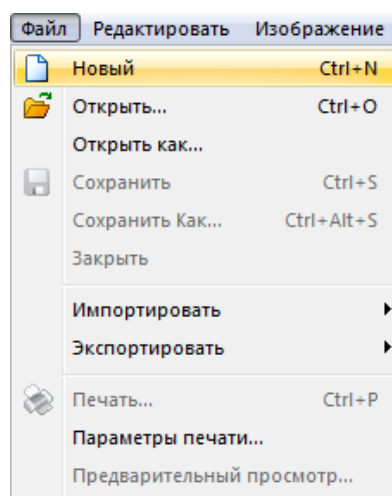 Файл Редактировать Изображение
Новый Ctrl+N
Открыть... Ctrl+O
Открыть как...
Сохранить Ctrl+S
Сохранить Как... Ctrl+Alt+S
Закрыть
Импортировать
Экспортировать
Печать... Ctrl+P
Параметры печати...
Предварительный просмотр...